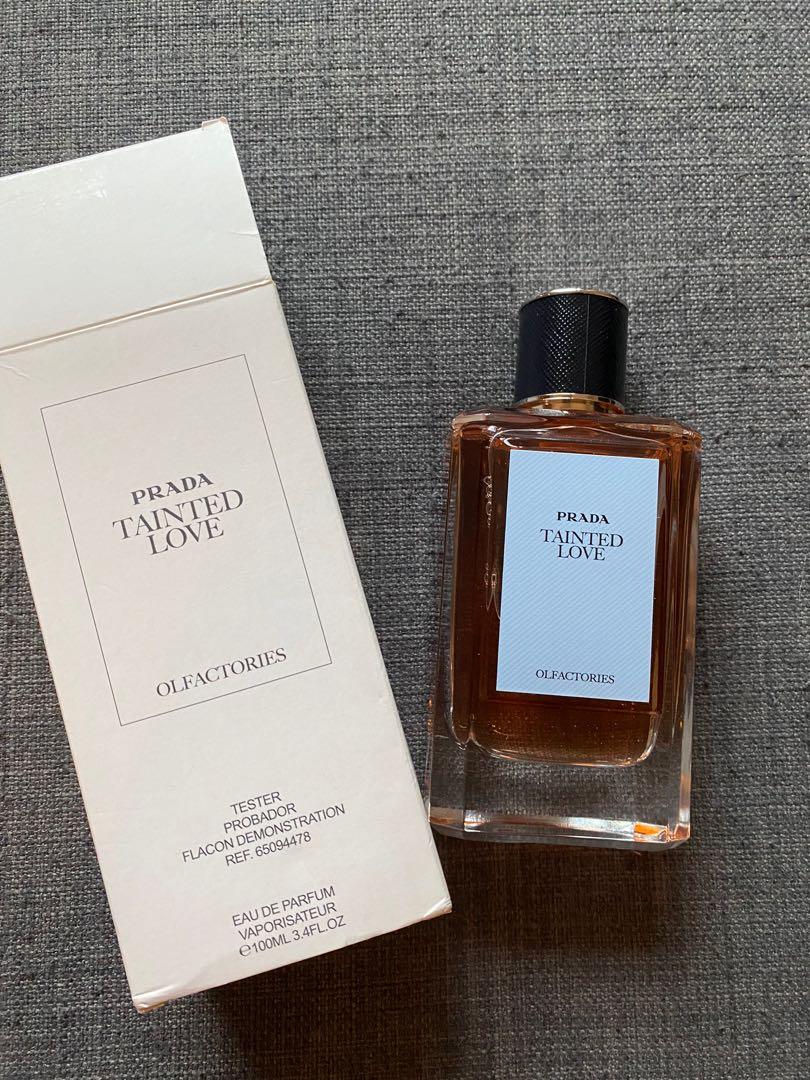 PRADA
TAINTED
LOVE
OLFACTORIES
TESTER
PROBADOR
FLACON DEMONSTRATION
REF. 65094478
EAU DE PARFUM
VAPORISATEUR
℮100ML 3.4FL.OZ
PRADA
TAINTED
LOVE
OLFACTORIES